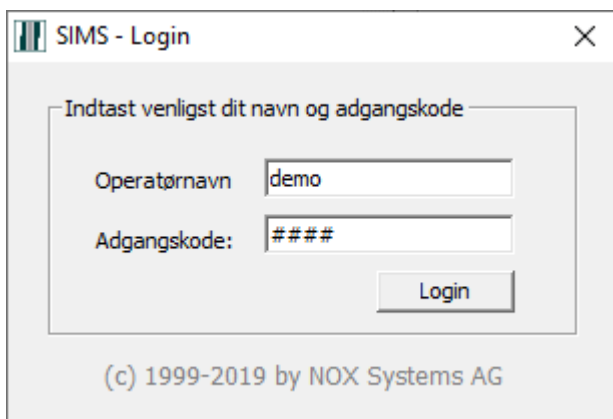 SIMS - Login
Indtast venligst dit navn og adgangskode
Operatørnavn demo
Adgangskode: ####
Login
(c) 1999-2019 by NOX Systems AG